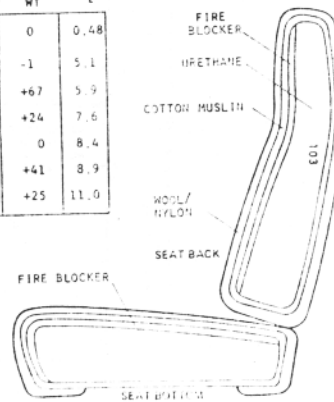 WT
0 0.48
-1 5.1
+67 5.9
+24 7.6
0 8.4
+41 8.9
+25 11.0
FIRE
BLOCKER
URETHANE
COTTON MUSLIN
103
WOOL/
NYLON
SEAT BACK
FIRE BLOCKER
SEAT BOTTOM